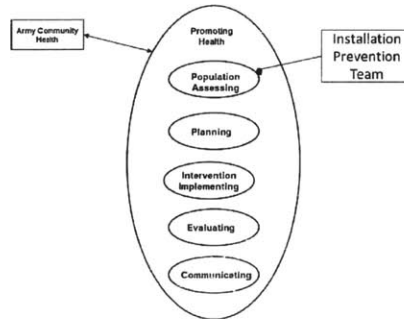 Army Community
Health
Promoting
Health
Installation
Prevention
Team
Population
Assessing
Planning
Intervention
Implementing
Evaluating
Communicating